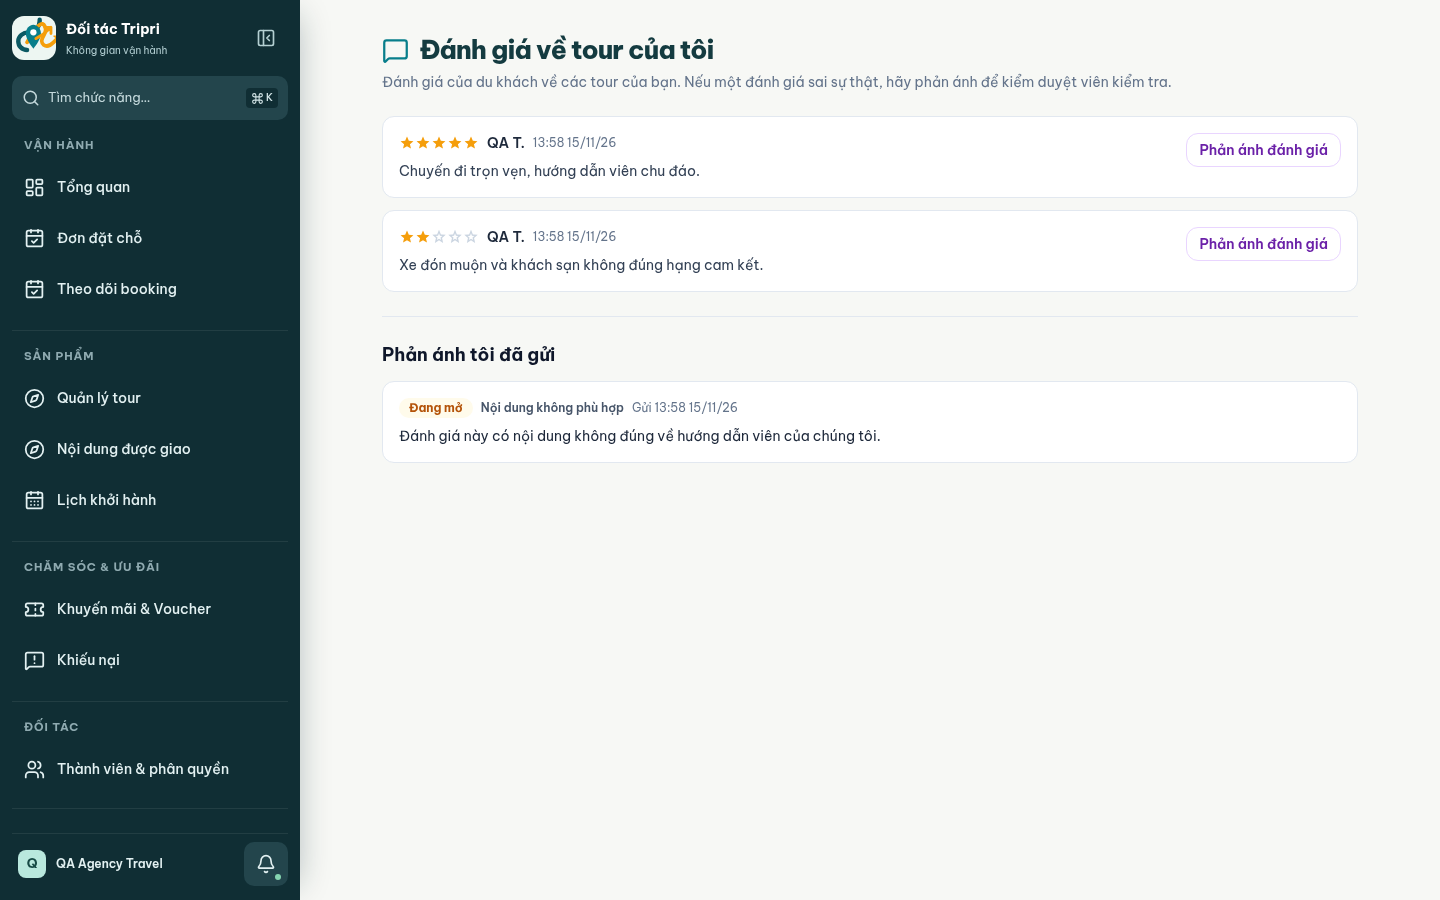 Đối tác Tripri
Không gian vận hành
Tìm chức năng...
⌘K
VẬN HÀNH
Tổng quan
Đơn đặt chỗ
Theo dõi booking
SẢN PHẨM
Quản lý tour
Nội dung được giao
Lịch khởi hành
CHĂM SÓC & ƯU ĐÃI
Khuyến mãi & Voucher
Khiếu nại
ĐỐI TÁC
Thành viên & phân quyền
Q
QA Agency Travel
Đánh giá về tour của tôi
Đánh giá của du khách về các tour của bạn. Nếu một đánh giá sai sự thật, hãy phản ánh để kiểm duyệt viên kiểm tra.
QA T. 13:58 15/11/26
Phản ánh đánh giá
Chuyến đi trọn vẹn, hướng dẫn viên chu đáo.
QA T. 13:58 15/11/26
Phản ánh đánh giá
Xe đón muộn và khách sạn không đúng hạng cam kết.
Phản ánh tôi đã gửi
Đang mở Nội dung không phù hợp Gửi 13:58 15/11/26
Đánh giá này có nội dung không đúng về hướng dẫn viên của chúng tôi.